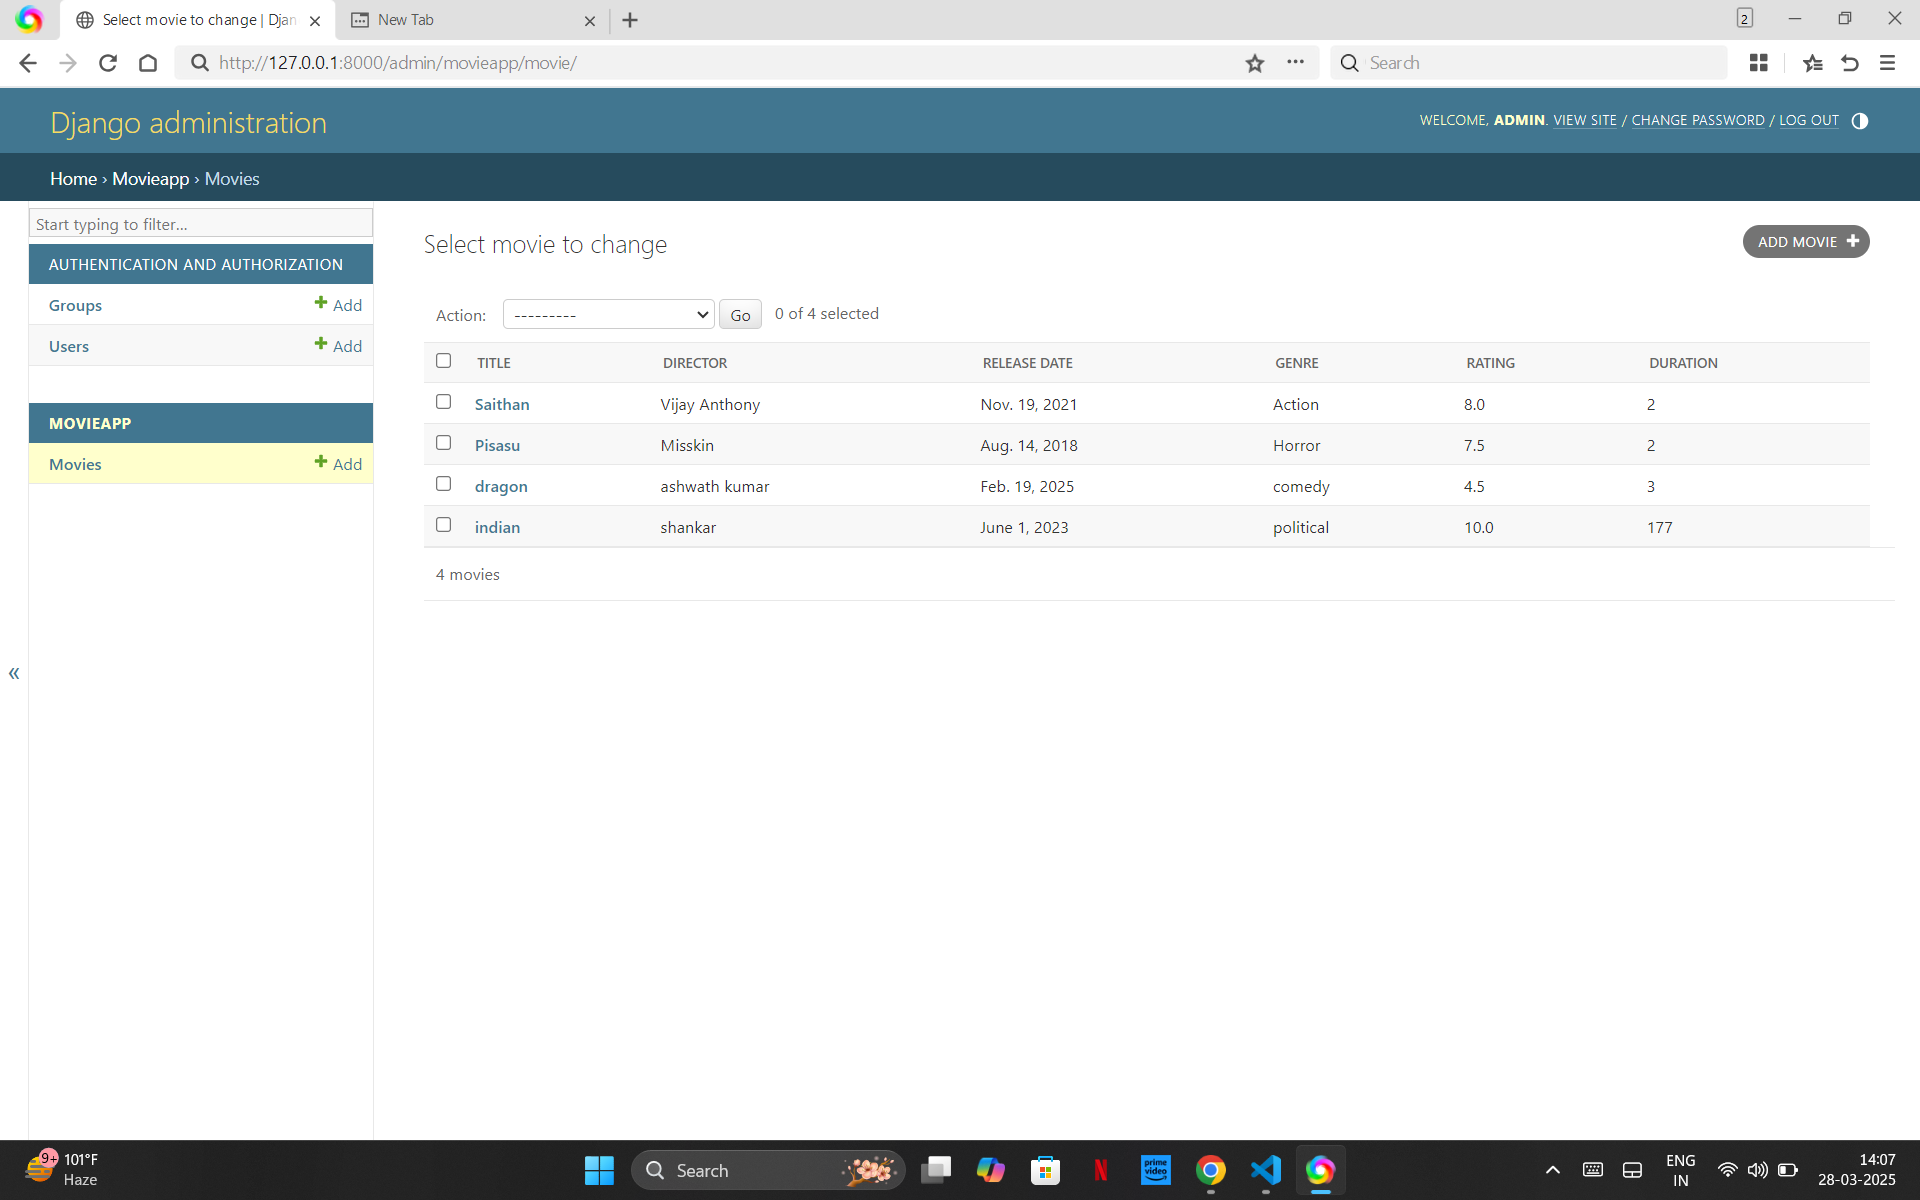 Select movie to change | Djan
New Tab
2
http://127.0.0.1:8000/admin/movieapp/movie/
Search
Django administration
WELCOME, ADMIN. VIEW SITE / CHANGE PASSWORD / LOG OUT
Home › Movieapp › Movies
Start typing to filter...
AUTHENTICATION AND AUTHORIZATION
Groups Add
Users Add
MOVIEAPP
Movies Add
«
Select movie to change
ADD MOVIE
Action: --------- Go 0 of 4 selected
TITLE DIRECTOR RELEASE DATE GENRE RATING DURATION
Saithan Vijay Anthony Nov. 19, 2021 Action 8.0 2
Pisasu Misskin Aug. 14, 2018 Horror 7.5 2
dragon ashwath kumar Feb. 19, 2025 comedy 4.5 3
indian shankar June 1, 2023 political 10.0 177
4 movies
9+
101°F
Haze
Search
N
prime video
ENG
IN
14:07
28-03-2025